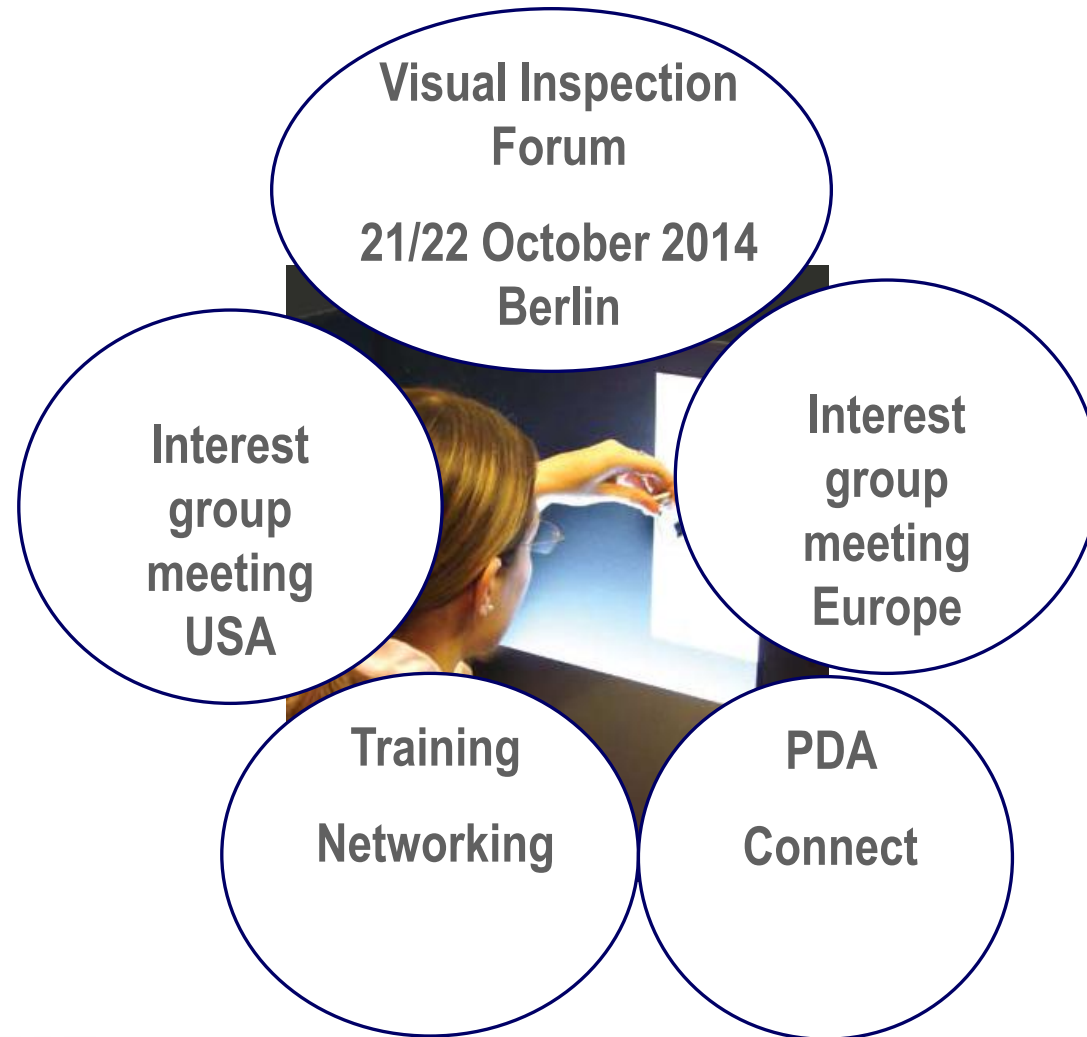 Visual Inspection
Forum
21/22 October 2014
Berlin
Interest
group
meeting
USA
Interest
group
meeting
Europe
Training
Networking
PDA
Connect